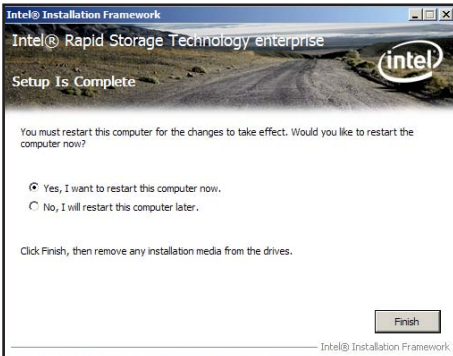 Intel® Installation Framework
Intel® Rapid Storage Technology enterprise
intel
Setup Is Complete
You must restart this computer for the changes to take effect. Would you like to restart the
computer now?
Yes, I want to restart this computer now.
No, I will restart this computer later.
Click Finish, then remove any installation media from the drives.
Finish
Intel® Installation Framework